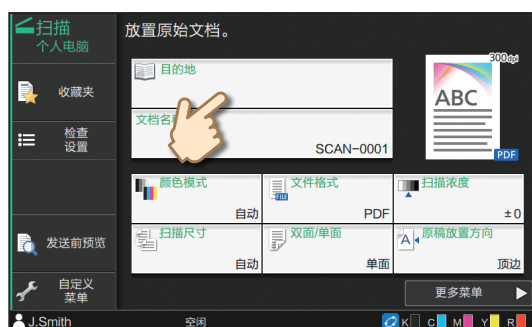 扫描
个人电脑
放置原始文档。
收藏夹
检查
设置
发送前预览
自定义
菜单
目的地
文档名
SCAN-0001
300dpi
ABC
PDF
颜色模式
自动
文件格式
PDF
扫描浓度
±0
扫描尺寸
自动
双面/单面
单面
原稿放置方向
顶边
更多菜单
J.Smith
空闲
K C M Y R